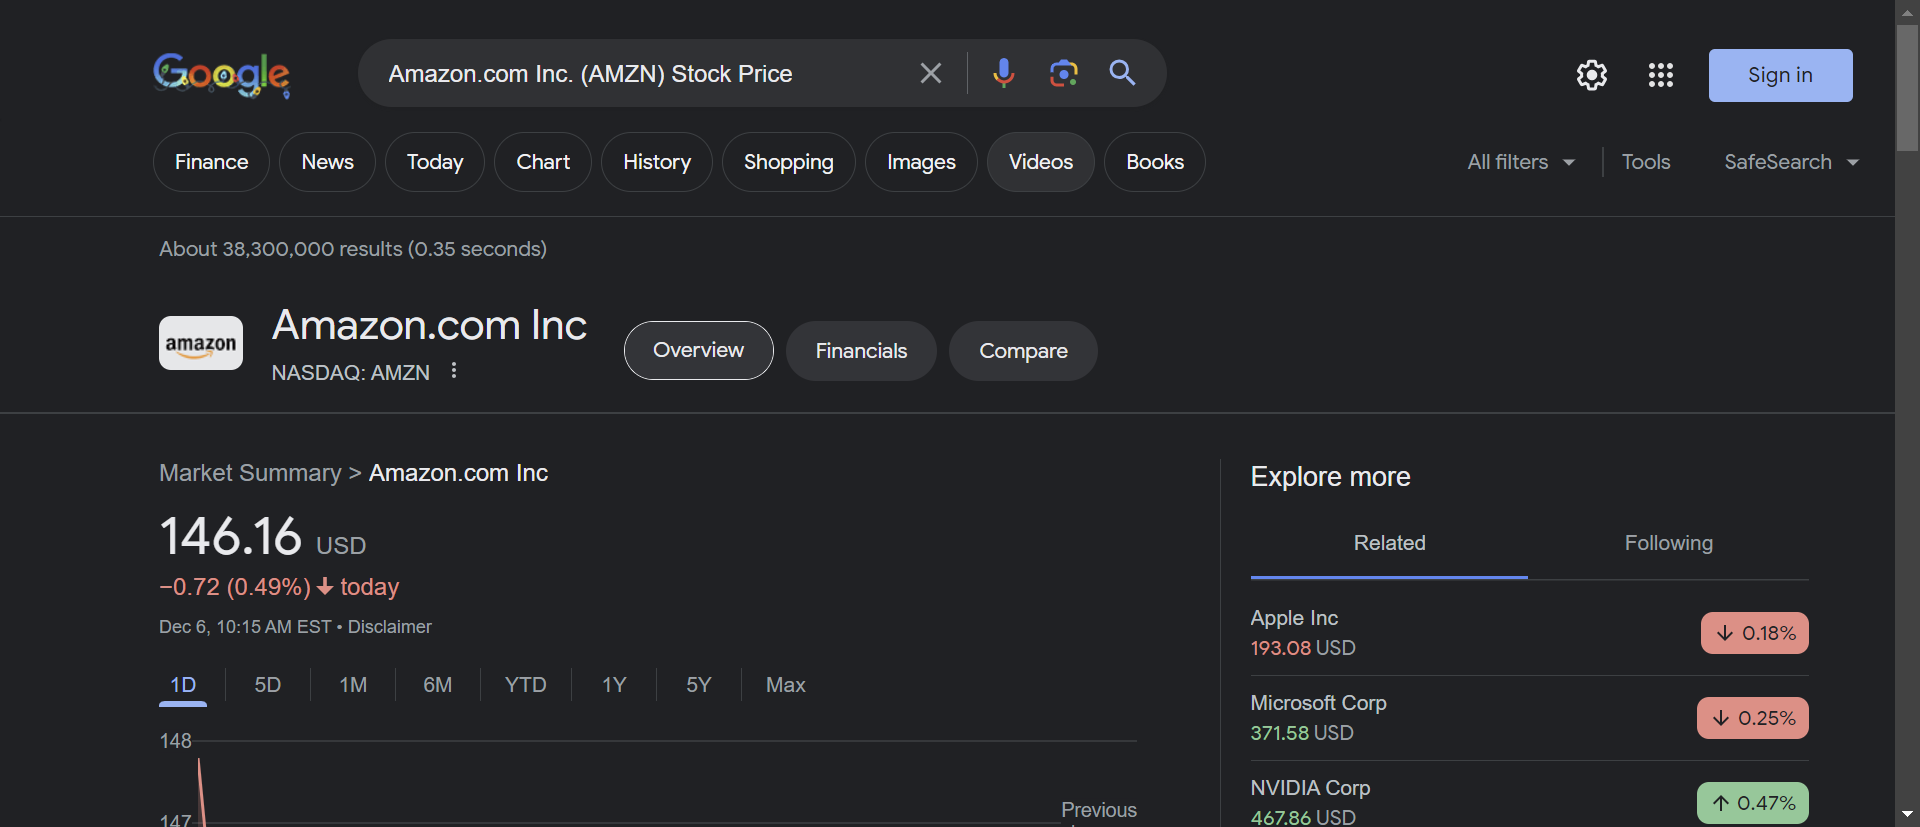 Google
Amazon.com Inc. (AMZN) Stock Price
Sign in
Finance
News
Today
Chart
History
Shopping
Images
Videos
Books
All filters
Tools
SafeSearch
About 38,300,000 results (0.35 seconds)
amazon
Amazon.com Inc
NASDAQ: AMZN
Overview
Financials
Compare
Market Summary > Amazon.com Inc
146.16 USD
−0.72 (0.49%) ↓ today
Dec 6, 10:15 AM EST • Disclaimer
1D
5D
1M
6M
YTD
1Y
5Y
Max
148
147
Previous
Explore more
Related
Following
Apple Inc
193.08 USD
↓ 0.18%
Microsoft Corp
371.58 USD
↓ 0.25%
NVIDIA Corp
467.86 USD
↑ 0.47%